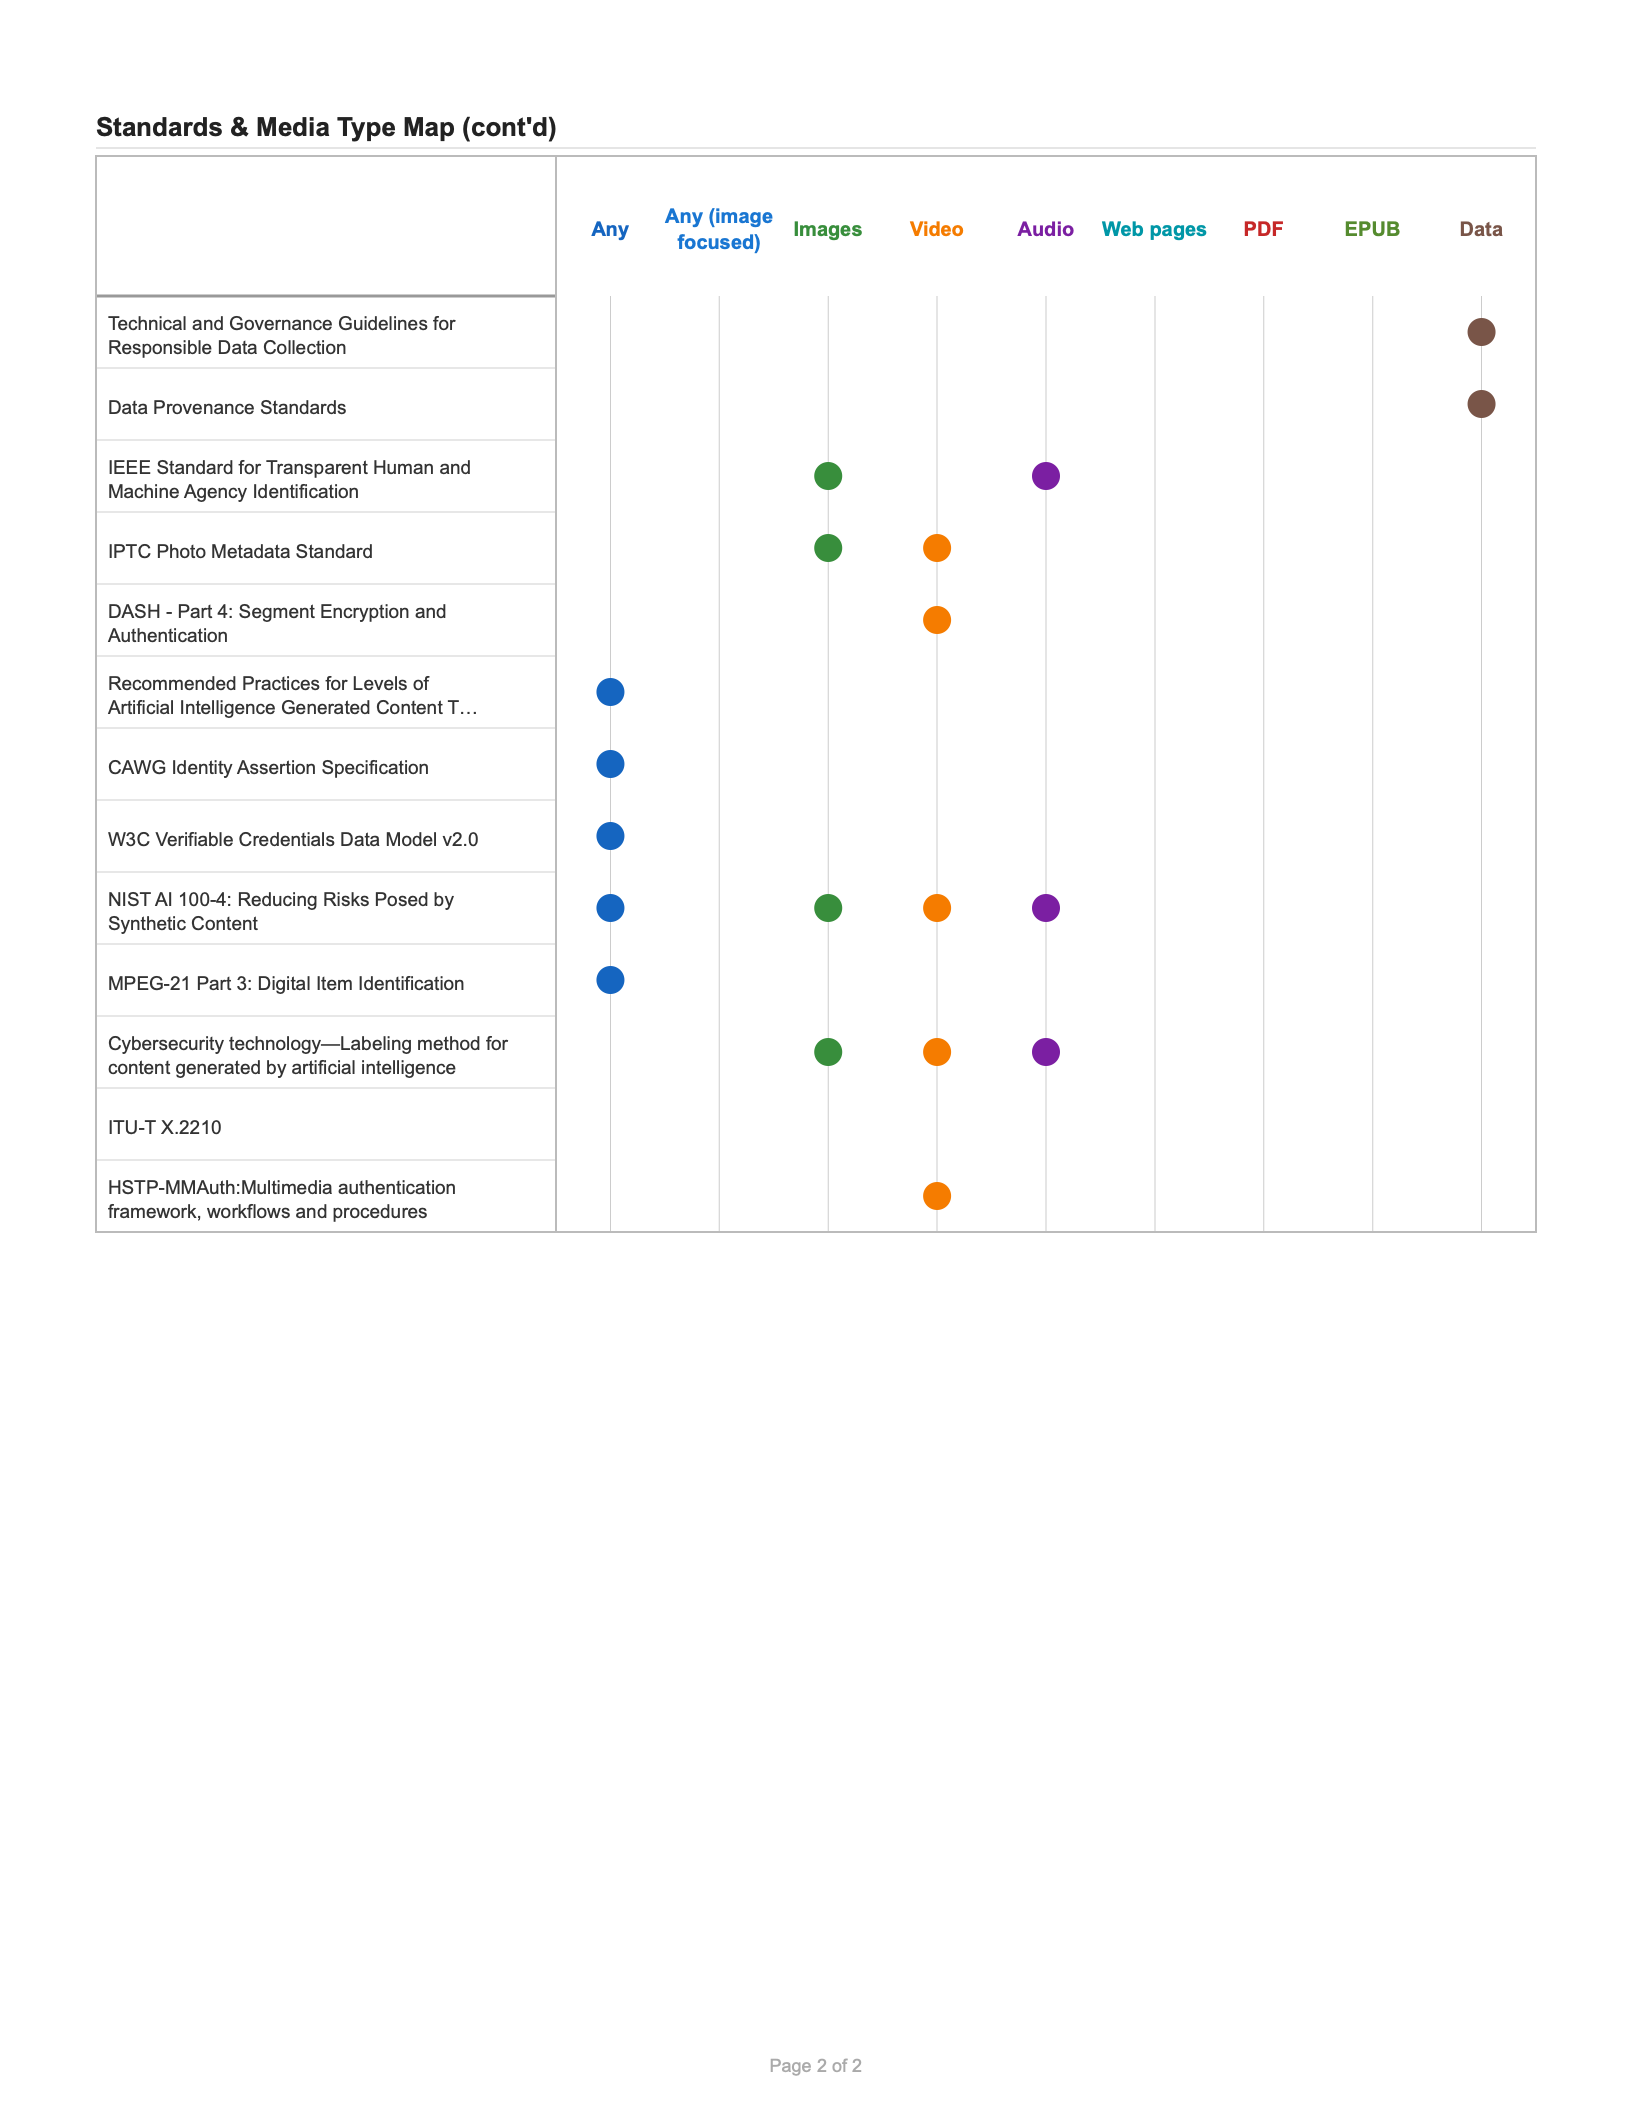 Standards & Media Type Map (cont'd)
Any
Any (image
focused)
Images
Video
Audio
Web pages
PDF
EPUB
Data
Technical and Governance Guidelines for
Responsible Data Collection
Data Provenance Standards
IEEE Standard for Transparent Human and
Machine Agency Identification
IPTC Photo Metadata Standard
DASH - Part 4: Segment Encryption and
Authentication
Recommended Practices for Levels of
Artificial Intelligence Generated Content T…
CAWG Identity Assertion Specification
W3C Verifiable Credentials Data Model v2.0
NIST AI 100-4: Reducing Risks Posed by
Synthetic Content
MPEG-21 Part 3: Digital Item Identification
Cybersecurity technology—Labeling method for
content generated by artificial intelligence
ITU-T X.2210
HSTP-MMAuth:Multimedia authentication
framework, workflows and procedures
Page 2 of 2